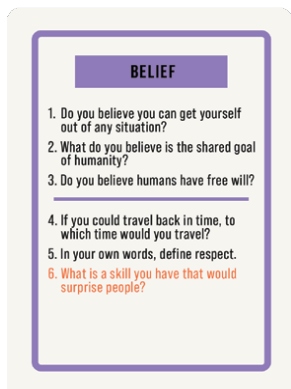 BELIEF
1. Do you believe you can get yourself
out of any situation?
2. What do you believe is the shared goal
of humanity?
3. Do you believe humans have free will?
4. If you could travel back in time, to
which time would you travel?
5. In your own words, define respect.
6. What is a skill you have that would
surprise people?